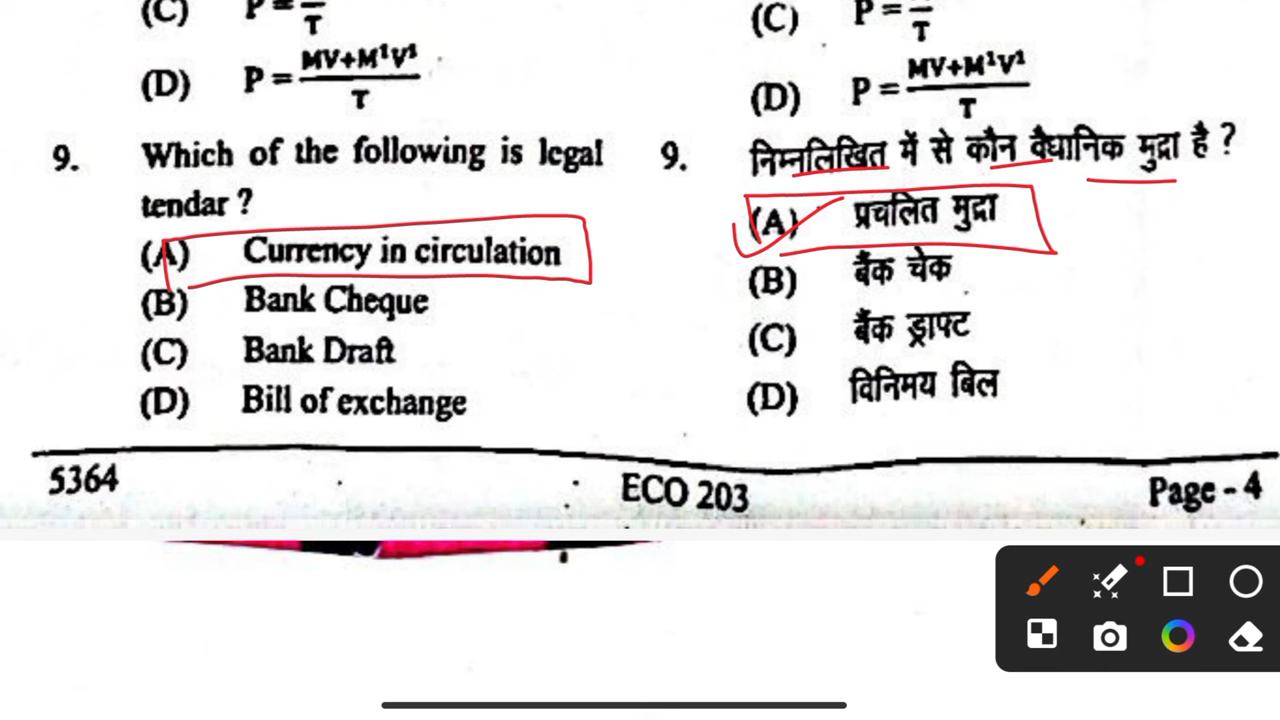 (C) P = T
(D) P = MV+M¹V¹
T
9. Which of the following is legal
tendar ?
(A) Currency in circulation
(B) Bank Cheque
(C) Bank Draft
(D) Bill of exchange
(C) P = T
(D) P = MV+M¹V¹
T
9. निम्नलिखित में से कौन वैधानिक मुद्रा है ?
(A) प्रचलित मुद्रा
(B) बैंक चेक
(C) बैंक ड्राफ्ट
(D) विनिमय बिल
5364 ECO 203 Page - 4